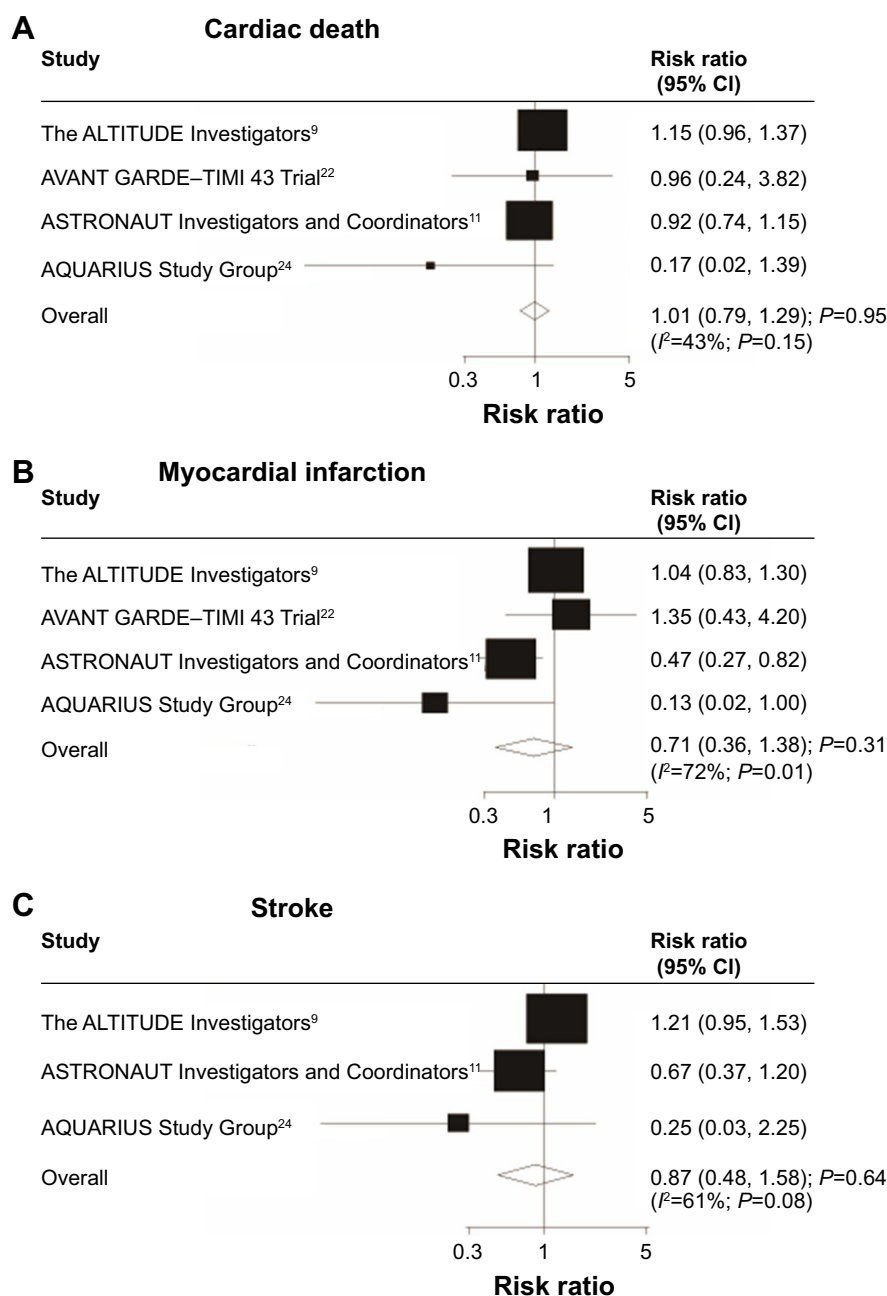 A
Cardiac death
Study
Risk ratio
(95% CI)
The ALTITUDE Investigators⁹
1.15 (0.96, 1.37)
AVANT GARDE–TIMI 43 Trial²²
0.96 (0.24, 3.82)
ASTRONAUT Investigators and Coordinators¹¹
0.92 (0.74, 1.15)
AQUARIUS Study Group²⁴
0.17 (0.02, 1.39)
Overall
1.01 (0.79, 1.29); P=0.95
(I²=43%; P=0.15)
0.3 1 5
Risk ratio
B
Myocardial infarction
Study
Risk ratio
(95% CI)
The ALTITUDE Investigators⁹
1.04 (0.83, 1.30)
AVANT GARDE–TIMI 43 Trial²²
1.35 (0.43, 4.20)
ASTRONAUT Investigators and Coordinators¹¹
0.47 (0.27, 0.82)
AQUARIUS Study Group²⁴
0.13 (0.02, 1.00)
Overall
0.71 (0.36, 1.38); P=0.31
(I²=72%; P=0.01)
0.3 1 5
Risk ratio
C
Stroke
Study
Risk ratio
(95% CI)
The ALTITUDE Investigators⁹
1.21 (0.95, 1.53)
ASTRONAUT Investigators and Coordinators¹¹
0.67 (0.37, 1.20)
AQUARIUS Study Group²⁴
0.25 (0.03, 2.25)
Overall
0.87 (0.48, 1.58); P=0.64
(I²=61%; P=0.08)
0.3 1 5
Risk ratio